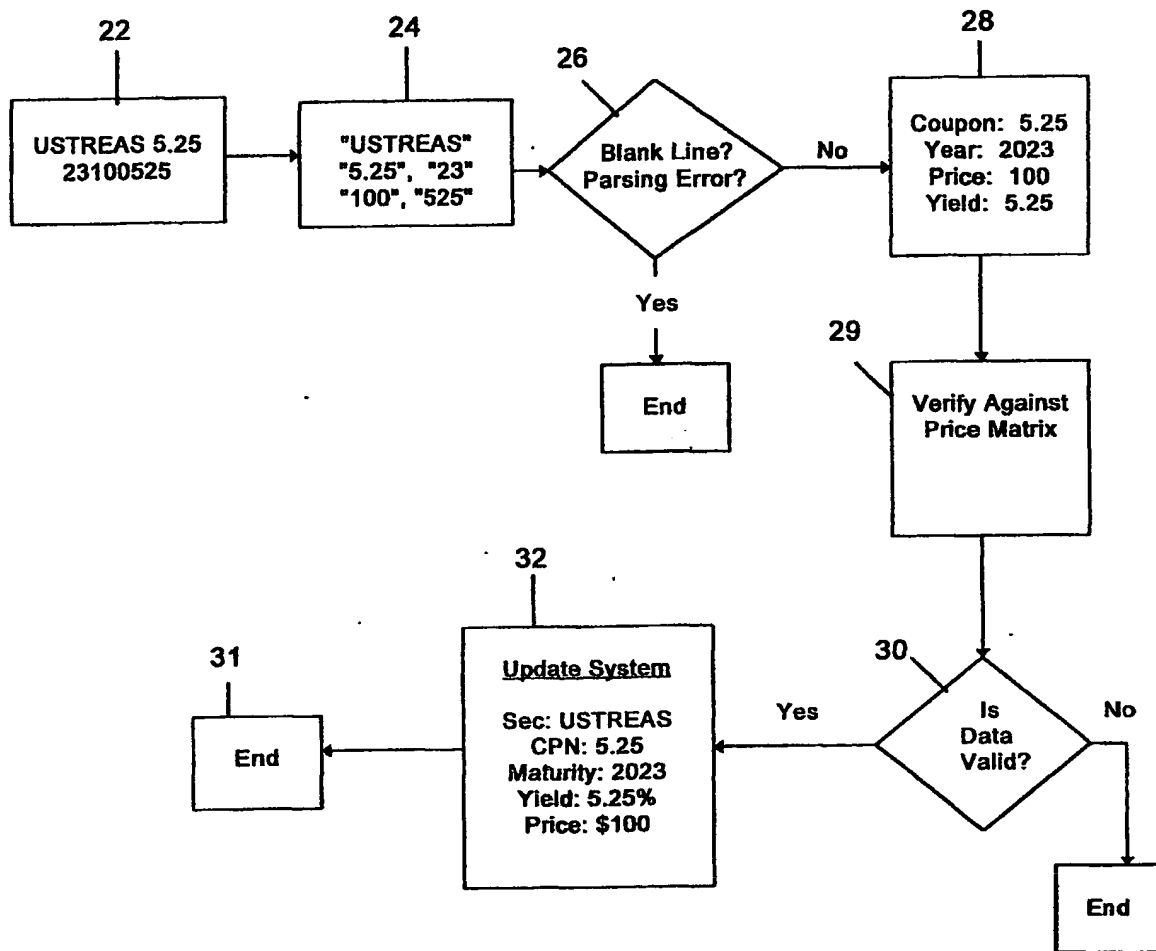 22
USTREAS 5.25
23100525
24
"USTREAS"
"5.25", "23"
"100", "525"
26
Blank Line?
Parsing Error?
No
Yes
End
28
Coupon: 5.25
Year: 2023
Price: 100
Yield: 5.25
29
Verify Against
Price Matrix
30
Is
Data
Valid?
No
End
Yes
32
Update System
Sec: USTREAS
CPN: 5.25
Maturity: 2023
Yield: 5.25%
Price: $100
31
End